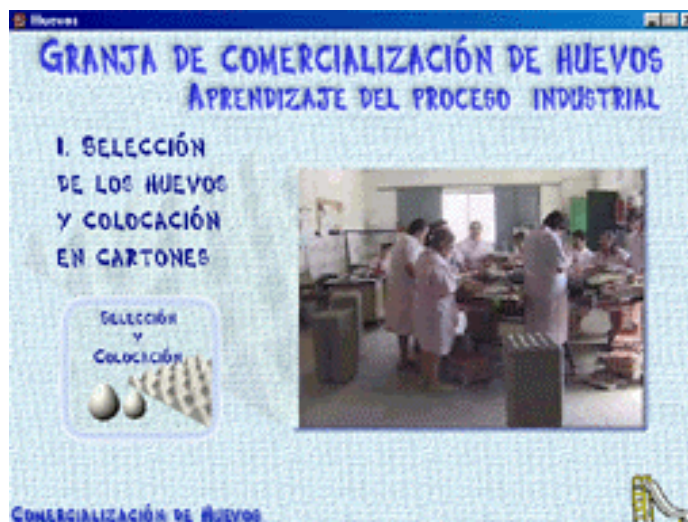 Huevos
GRANJA DE COMERCIALIZACIÓN DE HUEVOS
APRENDIZAJE DEL PROCESO INDUSTRIAL
1. SELECCIÓN
DE LOS HUEVOS
Y COLOCACIÓN
EN CARTONES
SELECCIÓN
Y
COLOCACIÓN
COMERCIALIZACIÓN DE HUEVOS